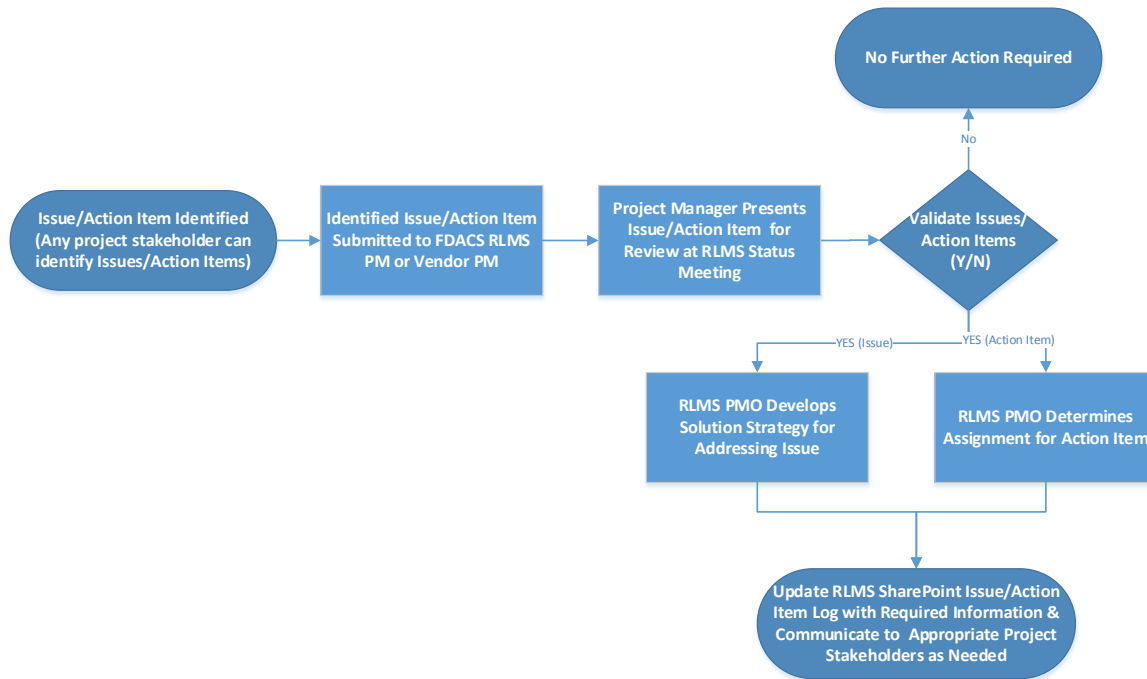 No Further Action Required
No
Issue/Action Item Identified
(Any project stakeholder can
identify Issues/Action Items)
Identified Issue/Action Item
Submitted to FDACS RLMS
PM or Vendor PM
Project Manager Presents
Issue/Action Item for
Review at RLMS Status
Meeting
Validate Issues/
Action Items
(Y/N)
YES (Issue)
YES (Action Item)
RLMS PMO Develops
Solution Strategy for
Addressing Issue
RLMS PMO Determines
Assignment for Action Item
Update RLMS SharePoint Issue/Action
Item Log with Required Information &
Communicate to Appropriate Project
Stakeholders as Needed